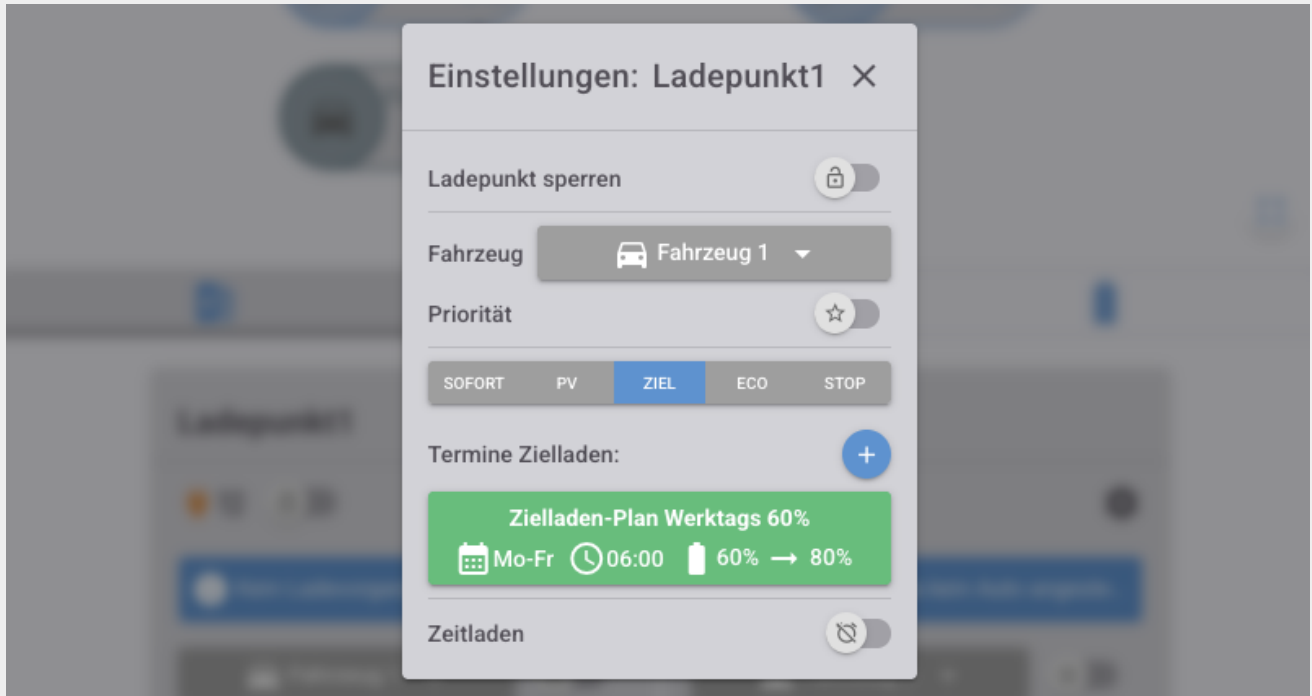 Einstellungen: Ladepunkt1
Ladepunkt sperren
Fahrzeug Fahrzeug 1
Priorität
SOFORT PV ZIEL ECO STOP
Termine Zielladen:
Zielladen-Plan Werktags 60%
Mo-Fr 06:00 60% → 80%
Zeitladen
Ladepunkt1